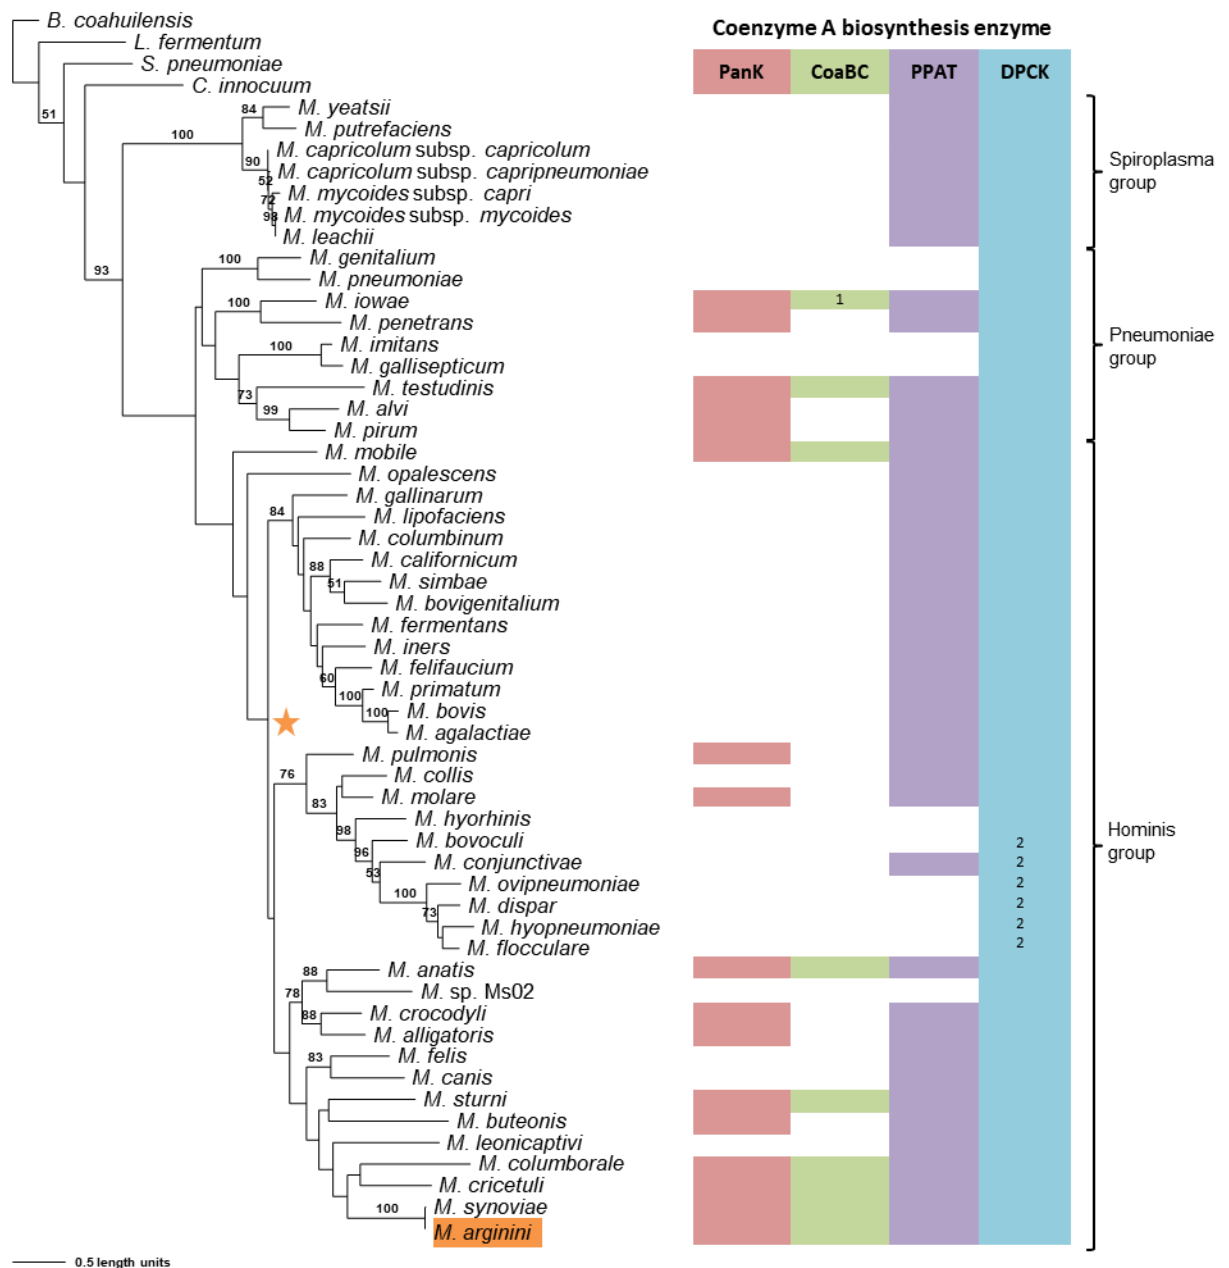 Coenzyme A biosynthesis enzyme
PanK CoaBC PPAT DPCK
B. coahuilensis
L. fermentum
S. pneumoniae
C. innocuum
51
84 M. yeatsii
100 M. putrefaciens
M. capricolum subsp. capricolum
90 M. capricolum subsp. capripneumoniae
52
72 M. mycoides subsp. capri
98 M. mycoides subsp. mycoides
M. leachii
Spiroplasma
group
93
100 M. genitalium
M. pneumoniae
100 M. iowae 1
M. penetrans
100 M. imitans
M. gallisepticum
73 M. testudinis
99 M. alvi
M. pirum
Pneumoniae
group
M. mobile
M. opalescens
84 M. gallinarum
M. lipofaciens
M. columbinum
88 M. californicum
51 M. simbae
M. bovigenitalium
M. fermentans
M. iners
60 M. felifaucium
100 M. primatum
100 M. bovis
M. agalactiae
76 M. pulmonis
M. collis
83 M. molare
98 M. hyorhinis
96 M. bovoculi 2
53 M. conjunctivae 2
100 M. ovipneumoniae 2
73 M. dispar 2
M. hyopneumoniae 2
M. flocculare 2
Hominis
group
88 M. anatis
78 M. sp. Ms02
88 M. crocodyli
M. alligatoris
83 M. felis
M. canis
M. sturni
M. buteonis
M. leonicaptivi
M. columborale
M. cricetuli
100 M. synoviae
M. arginini
0.5 length units